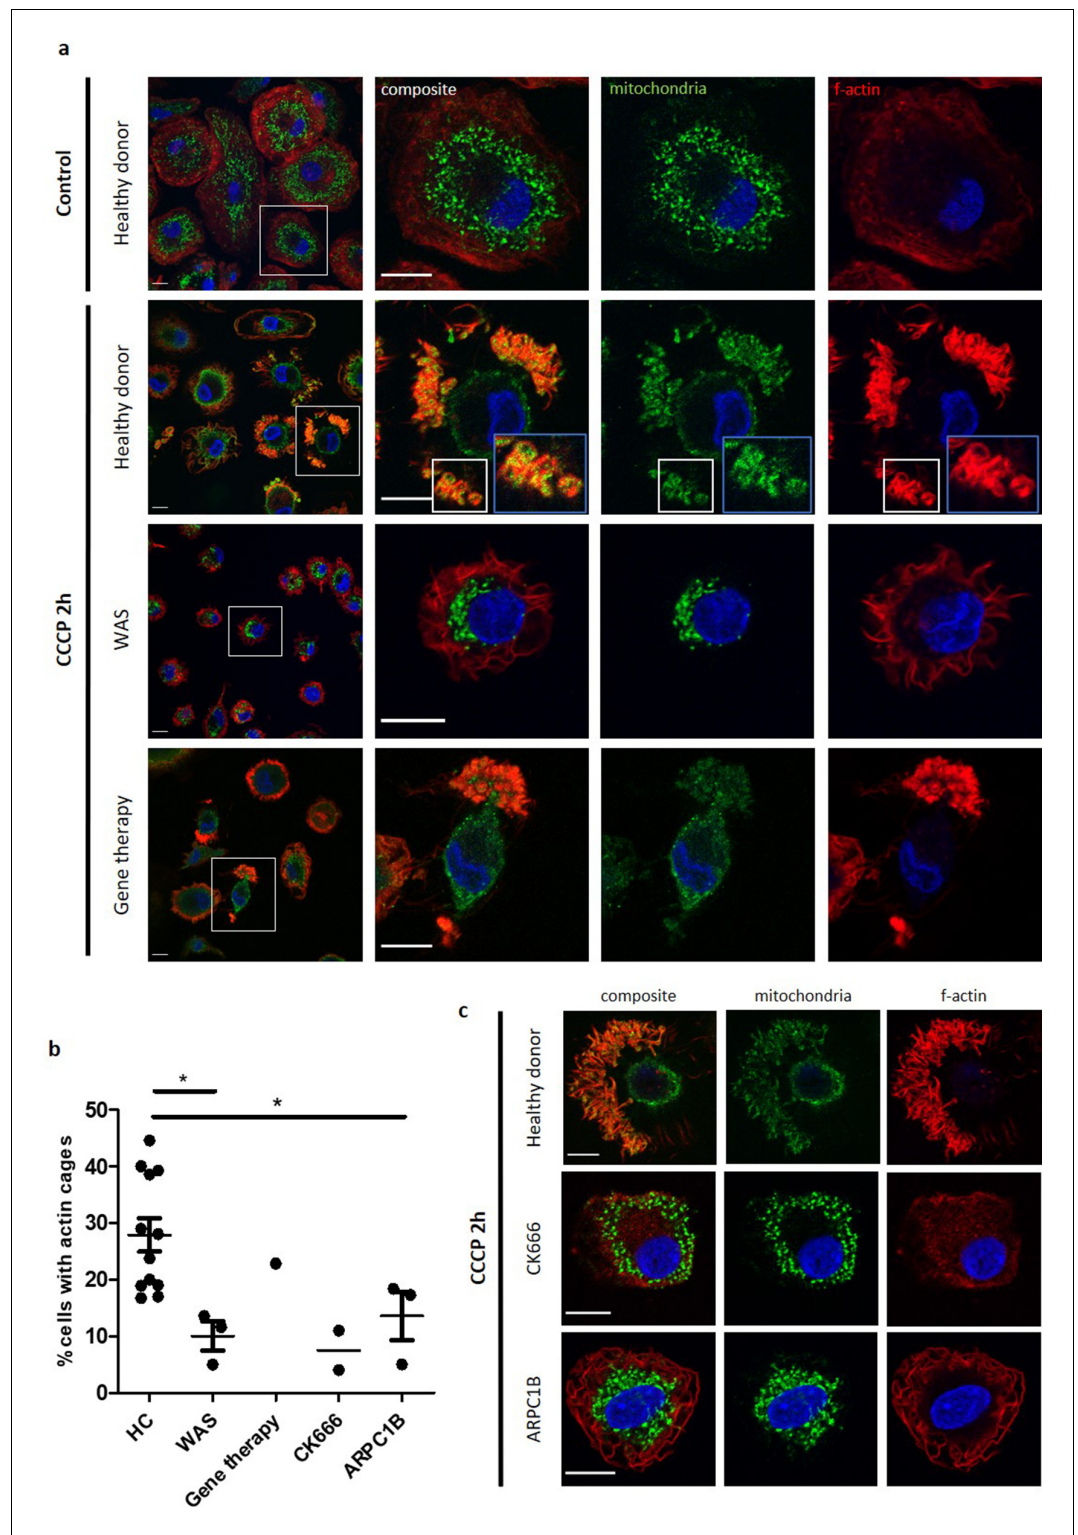 a
Control
Healthy donor
composite
mitochondria
f-actin
CCCP 2h
Healthy donor
WAS
Gene therapy
b
* 
*
% cells with actin cages
50
40
30
20
10
0
HC
WAS
Gene therapy
CK666
ARPC1B
c
composite
mitochondria
f-actin
CCCP 2h
Healthy donor
CK666
ARPC1B